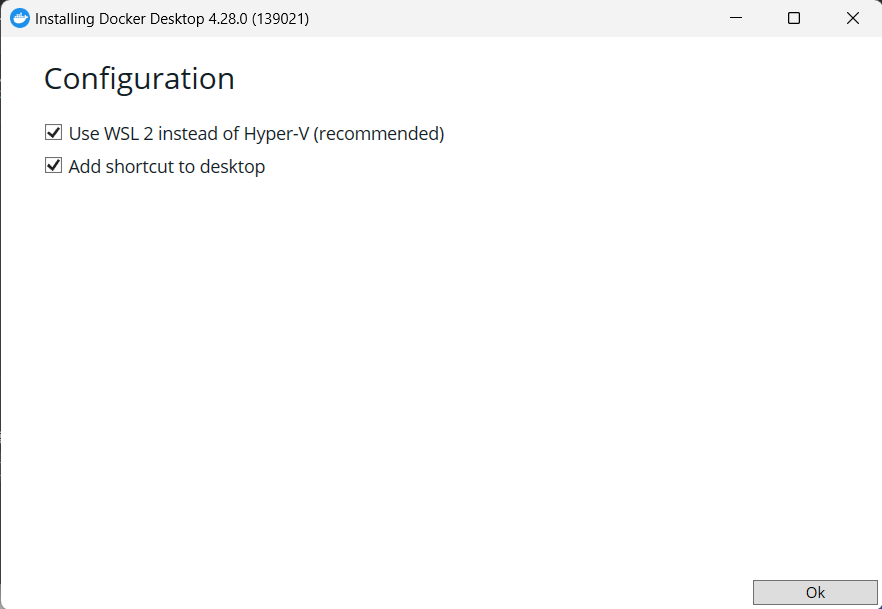 Installing Docker Desktop 4.28.0 (139021)
Configuration
Use WSL 2 instead of Hyper-V (recommended)
Add shortcut to desktop
Ok